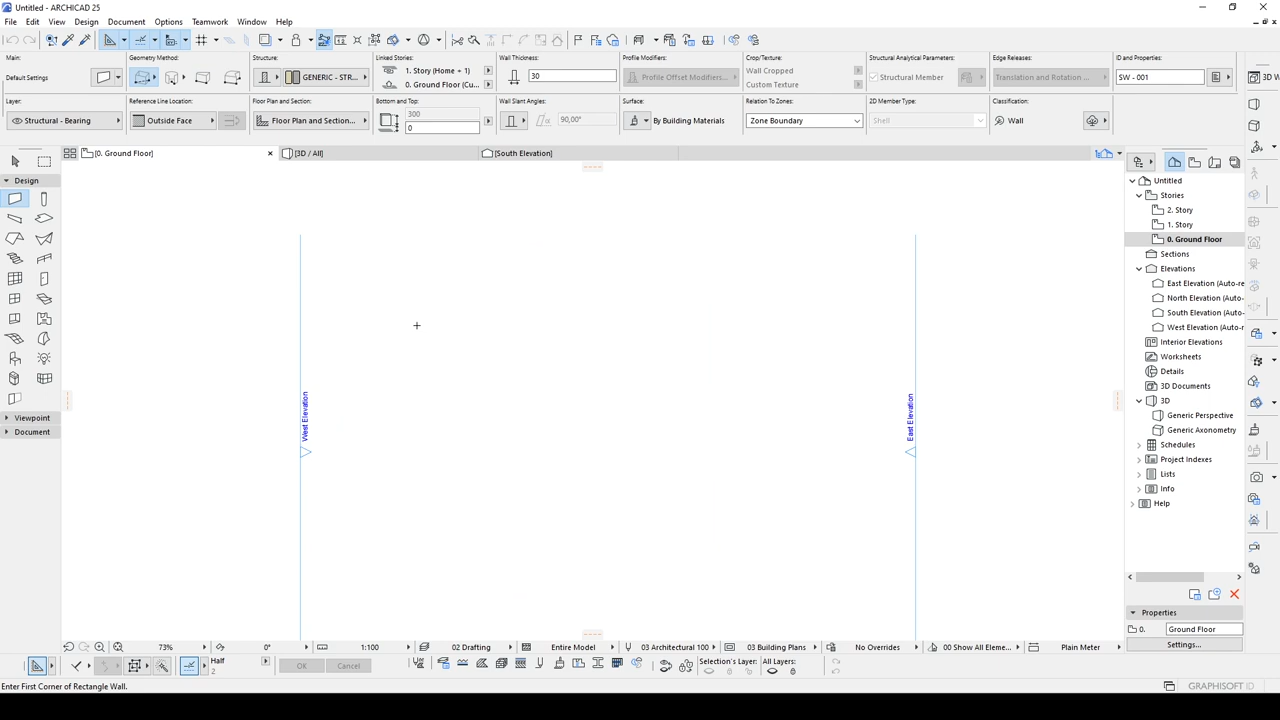 Untitled - ARCHICAD 25
File Edit View Design Document Options Teamwork Window Help
Main:
Default Settings
Geometry Method:
Structure:
GENERIC - STR...
Linked Stories:
1. Story (Home + 1)
0. Ground Floor (Cu...
Wall Thickness:
30
Profile Modifiers:
Profile Offset Modifiers...
Crop/Texture:
Wall Cropped
Custom Texture
Structural Analytical Parameters:
Structural Member
Edge Releases:
Translation and Rotation ...
ID and Properties:
SW - 001
Layer:
Structural - Bearing
Reference Line Location:
Outside Face
Floor Plan and Section:
Floor Plan and Section...
Bottom and Top:
300
0
Wall Slant Angles:
90,00°
Surface:
By Building Materials
Relation To Zones:
Zone Boundary
2D Member Type:
Shell
Classification:
Wall
[0. Ground Floor]
[3D / All]
[South Elevation]
3D W
Design
Viewpoint
Document
West Elevation
East Elevation
Untitled
Stories
2. Story
1. Story
0. Ground Floor
Sections
Elevations
East Elevation (Auto-re
North Elevation (Auto-
South Elevation (Auto-
West Elevation (Auto-r
Interior Elevations
Worksheets
Details
3D Documents
3D
Generic Perspective
Generic Axonometry
Schedules
Project Indexes
Lists
Info
Help
Properties
0.
Ground Floor
Settings...
73%
0°
1:100
02 Drafting
Entire Model
03 Architectural 100
03 Building Plans
No Overrides
00 Show All Eleme...
Plain Meter
Half
2
OK
Cancel
Selection's Layer:
All Layers:
Enter First Corner of Rectangle Wall.
GRAPHISOFT